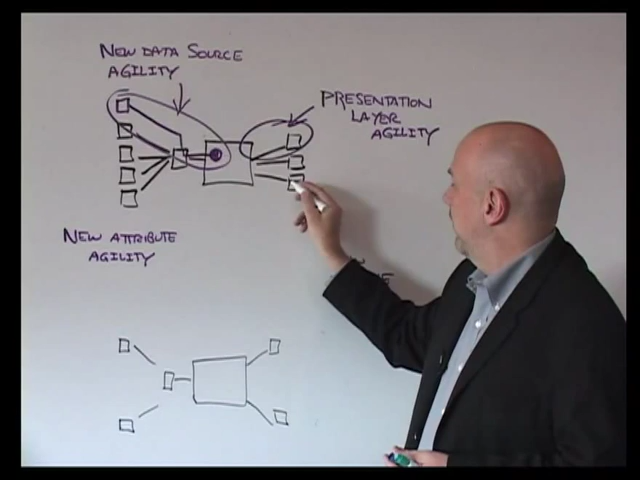 NEW DATA SOURCE
AGILITY
PRESENTATION
LAYER
AGILITY
NEW ATTRIBUTE
AGILITY